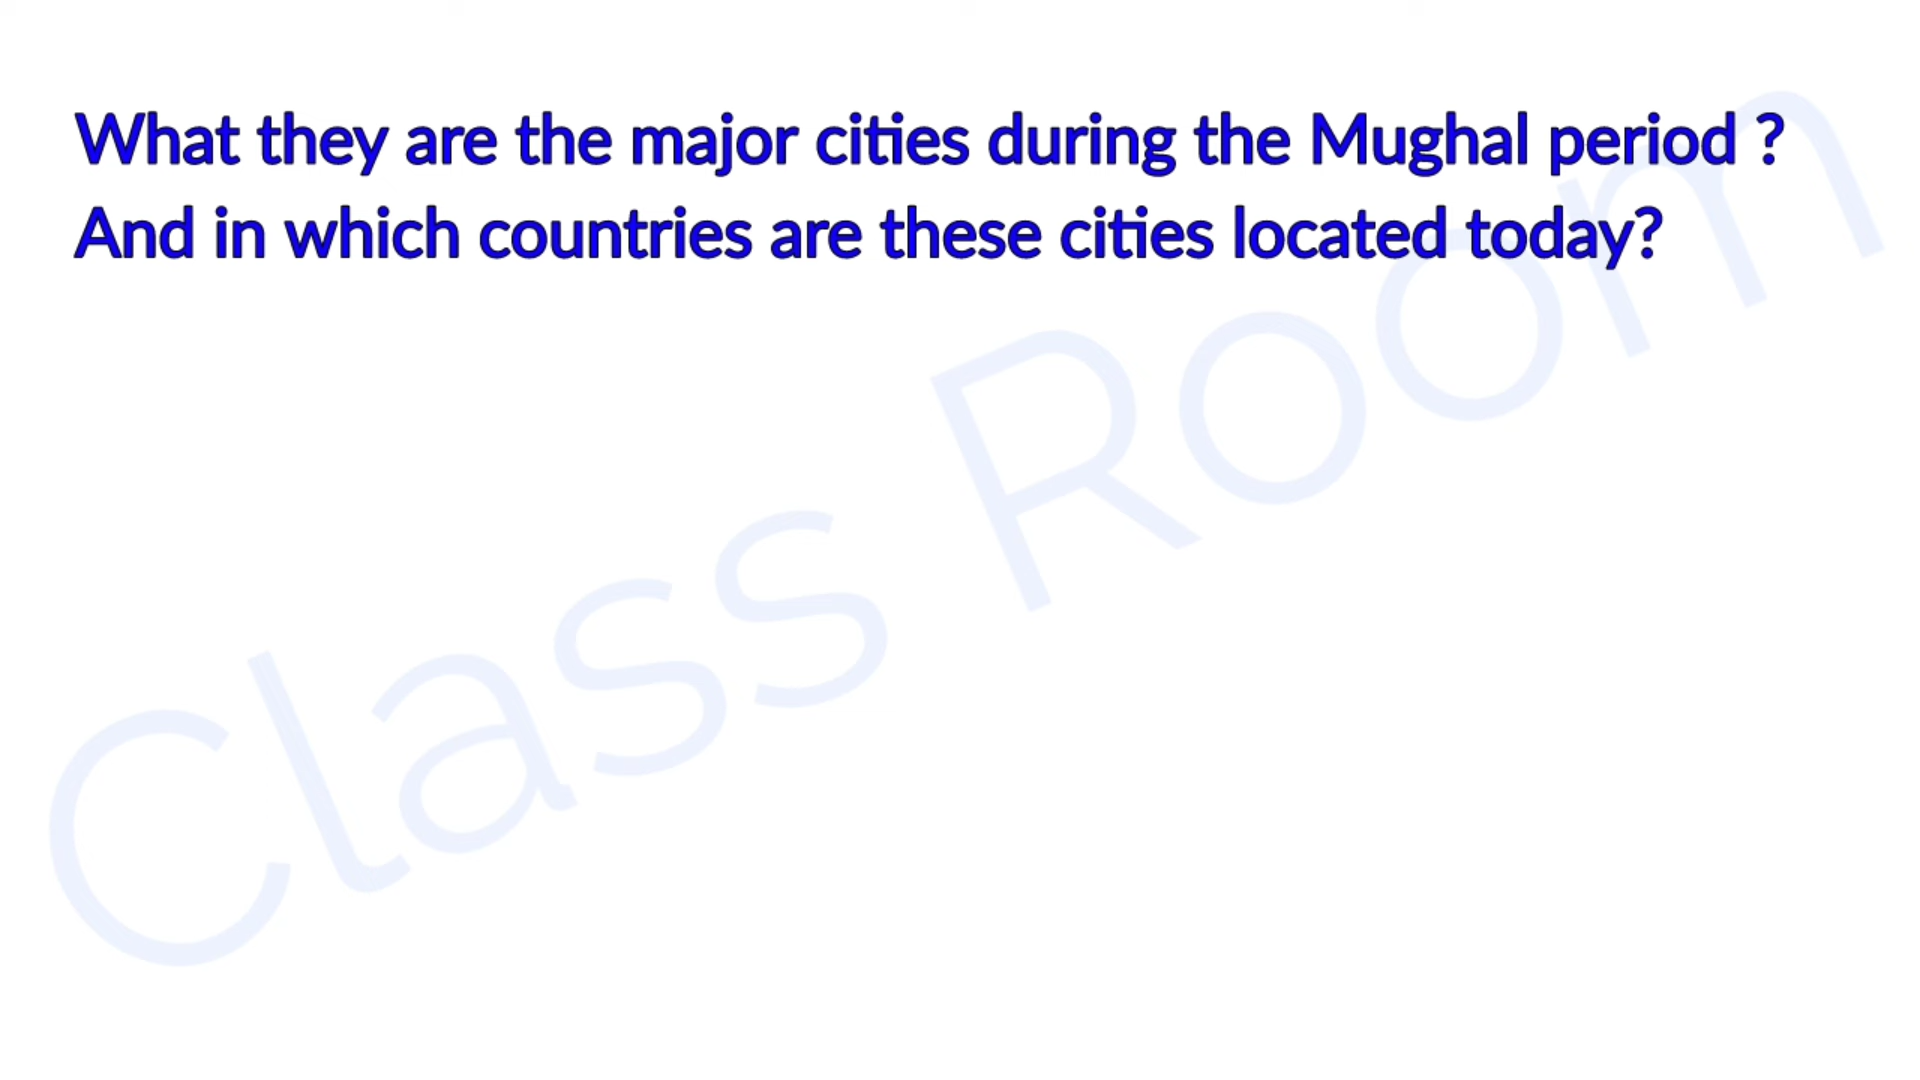 What they are the major cities during the Mughal period ?
And in which countries are these cities located today?
Class Room